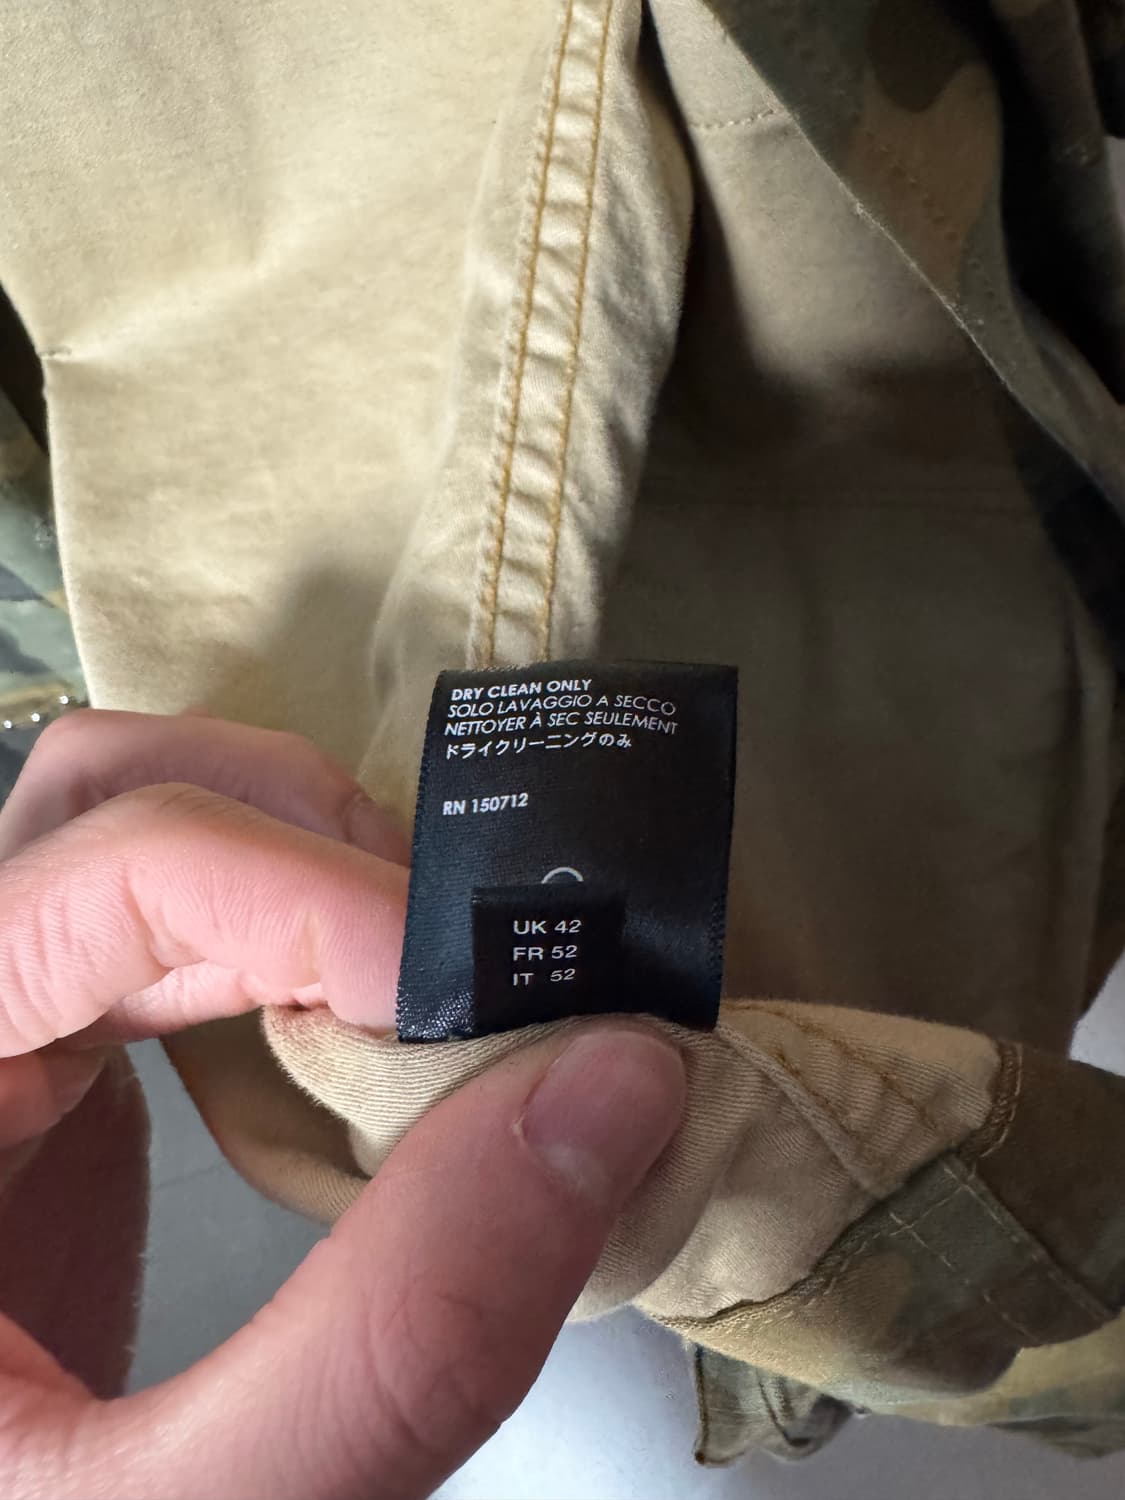 DRY CLEAN ONLY
SOLO LAVAGGIO A SECCO
NETTOYER À SEC SEULEMENT
ドライクリーニングのみ
RN 150712
UK 42
FR 52
IT 52